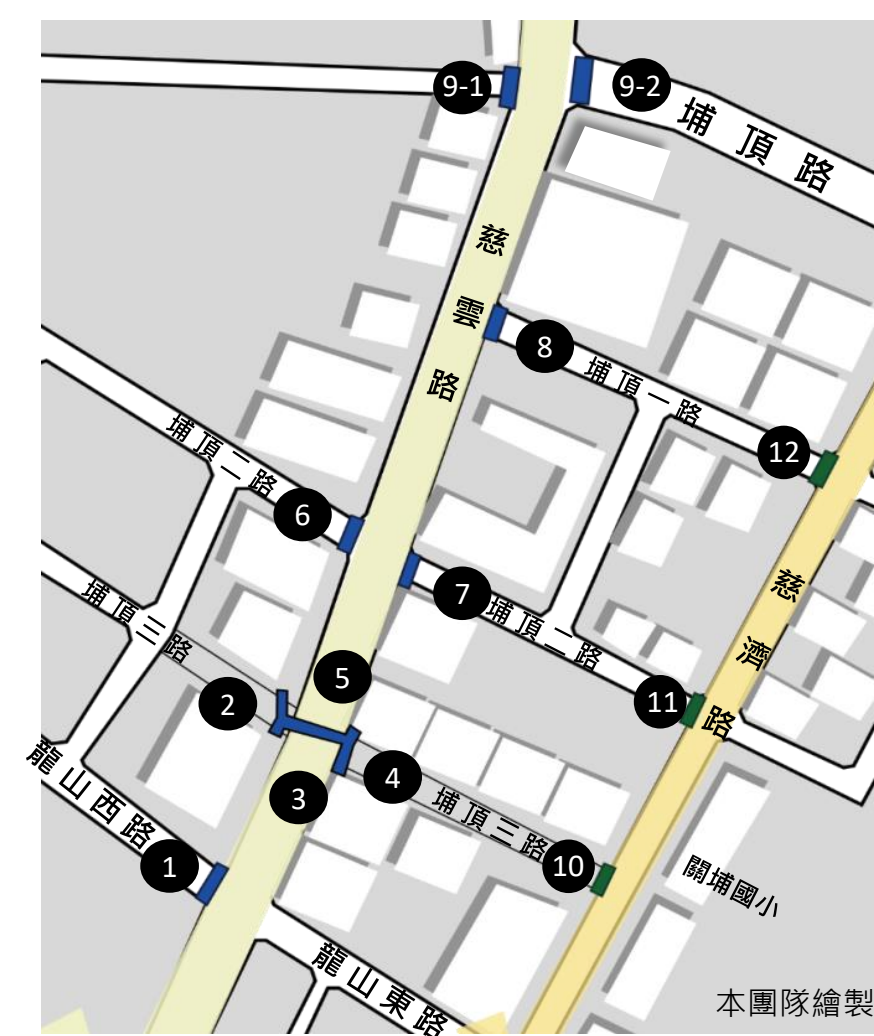 9-1
9-2
埔頂路
慈雲路
8
埔頂一路
12
埔頂二路
6
7
埔頂二路
慈濟路
埔頂三路
5
2
11
3
4
埔頂三路
10
龍山西路
1
關埔國小
龍山東路
本團隊繪製